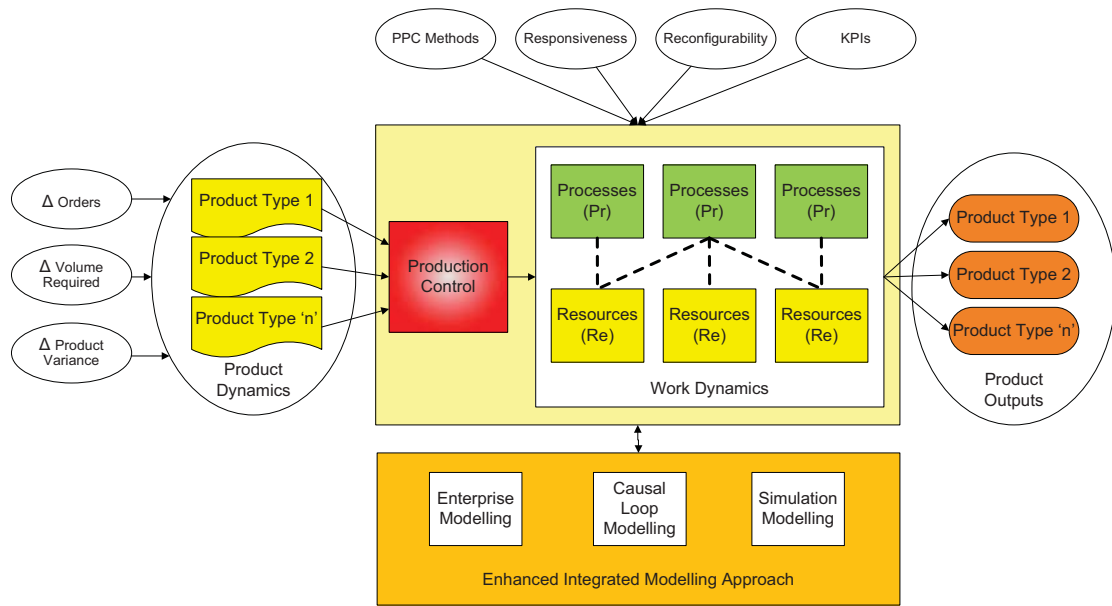 PPC Methods
Responsiveness
Reconfigurability
KPIs
Δ Orders
Δ Volume
Required
Δ Product
Variance
Product Type 1
Product Type 2
Product Type ‘n’
Product
Dynamics
Production
Control
Processes
(Pr)
Processes
(Pr)
Processes
(Pr)
Resources
(Re)
Resources
(Re)
Resources
(Re)
Work Dynamics
Product Type 1
Product Type 2
Product Type ‘n’
Product
Outputs
Enterprise
Modelling
Causal
Loop
Modelling
Simulation
Modelling
Enhanced Integrated Modelling Approach